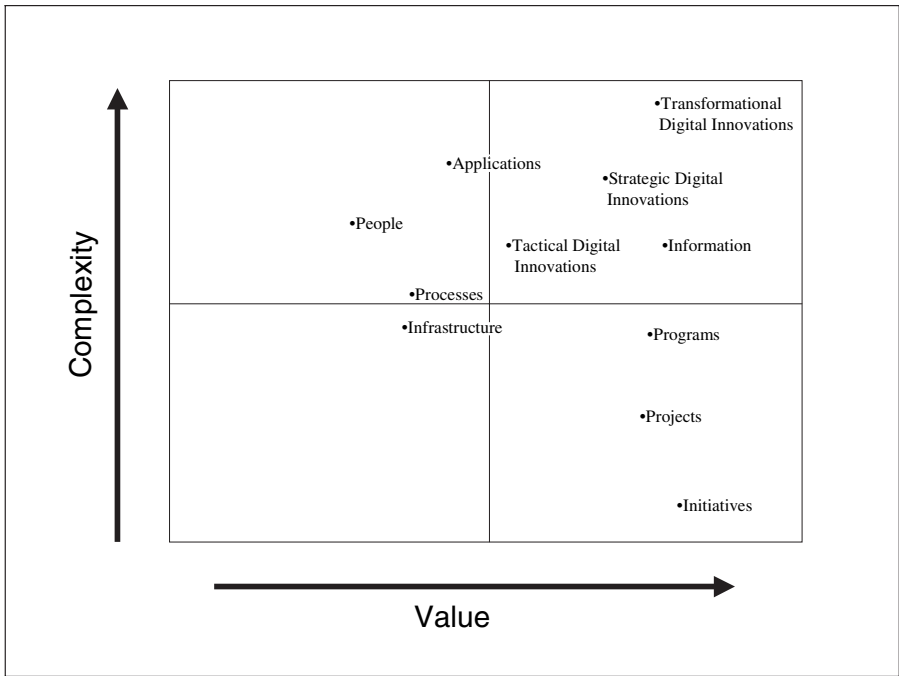 •Transformational
Digital Innovations
•Applications
•Strategic Digital
Innovations
•People
•Tactical Digital
Innovations
•Information
•Processes
•Infrastructure
•Programs
•Projects
•Initiatives
Complexity
Value